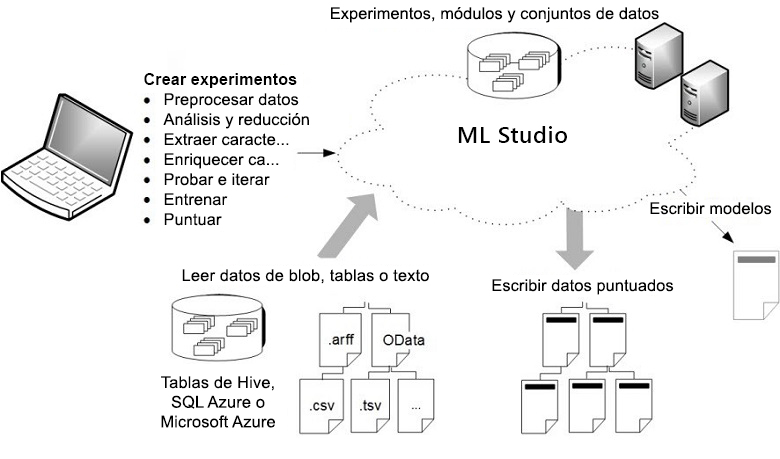 Experimentos, módulos y conjuntos de datos
Crear experimentos
• Preprocesar datos
• Análisis y reducción
• Extraer caracte...
• Enriquecer ca...
• Probar e iterar
• Entrenar
• Puntuar
ML Studio
Escribir modelos
Leer datos de blob, tablas o texto
Escribir datos puntuados
.arff
OData
.csv
.tsv
...
Tablas de Hive,
SQL Azure o
Microsoft Azure